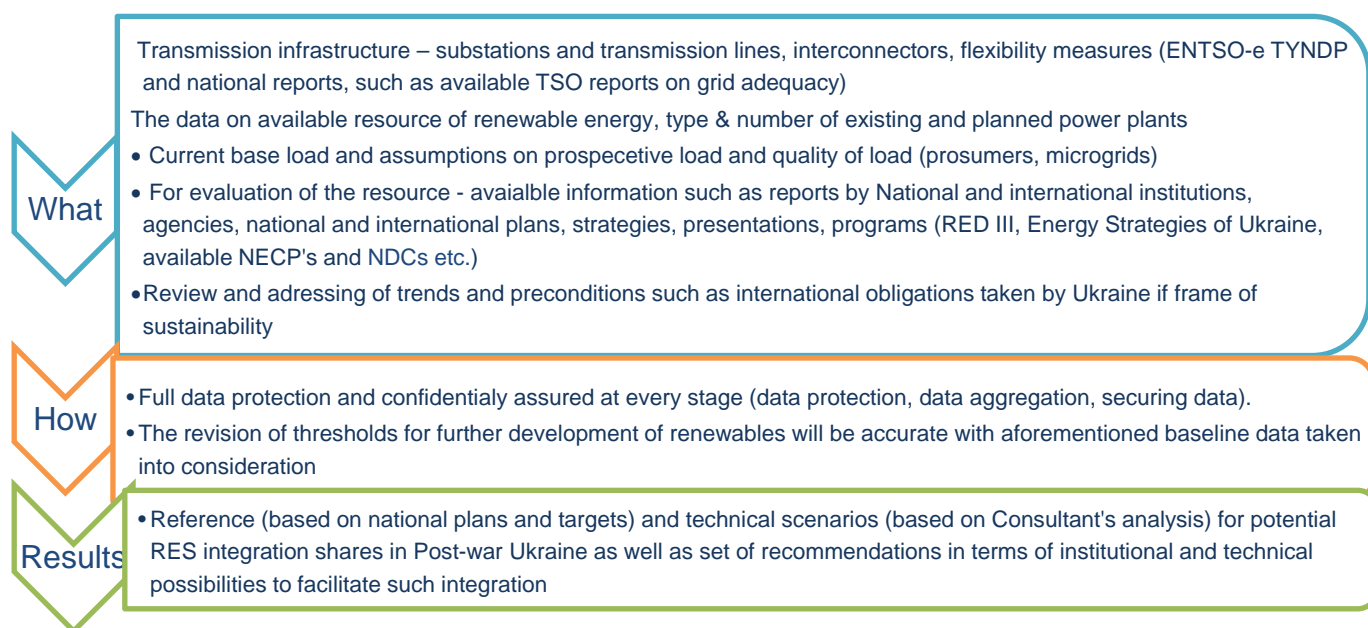 Transmission infrastructure – substations and transmission lines, interconnectors, flexibility measures (ENTSO-e TYNDP
and national reports, such as available TSO reports on grid adequacy)
The data on available resource of renewable energy, type & number of existing and planned power plants
• Current base load and assumptions on prospecetive load and quality of load (prosumers, microgrids)
What
• For evaluation of the resource - avaialble information such as reports by National and international institutions,
agencies, national and international plans, strategies, presentations, programs (RED III, Energy Strategies of Ukraine,
available NECP's and NDCs etc.)
•Review and adressing of trends and preconditions such as international obligations taken by Ukraine if frame of
sustainability
How
•Full data protection and confidentialy assured at every stage (data protection, data aggregation, securing data).
•The revision of thresholds for further development of renewables will be accurate with aforementioned baseline data taken
into consideration
Results
•Reference (based on national plans and targets) and technical scenarios (based on Consultant's analysis) for potential
RES integration shares in Post-war Ukraine as well as set of recommendations in terms of institutional and technical
possibilities to facilitate such integration